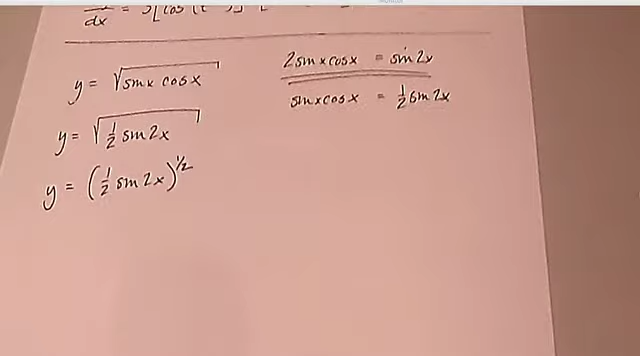 dx
y = √sin x cos x
y = √1/2 sin 2x
y = (1/2 sin 2x)^1/2
2 sin x cos x = sin 2x
sin x cos x = 1/2 sin 2x